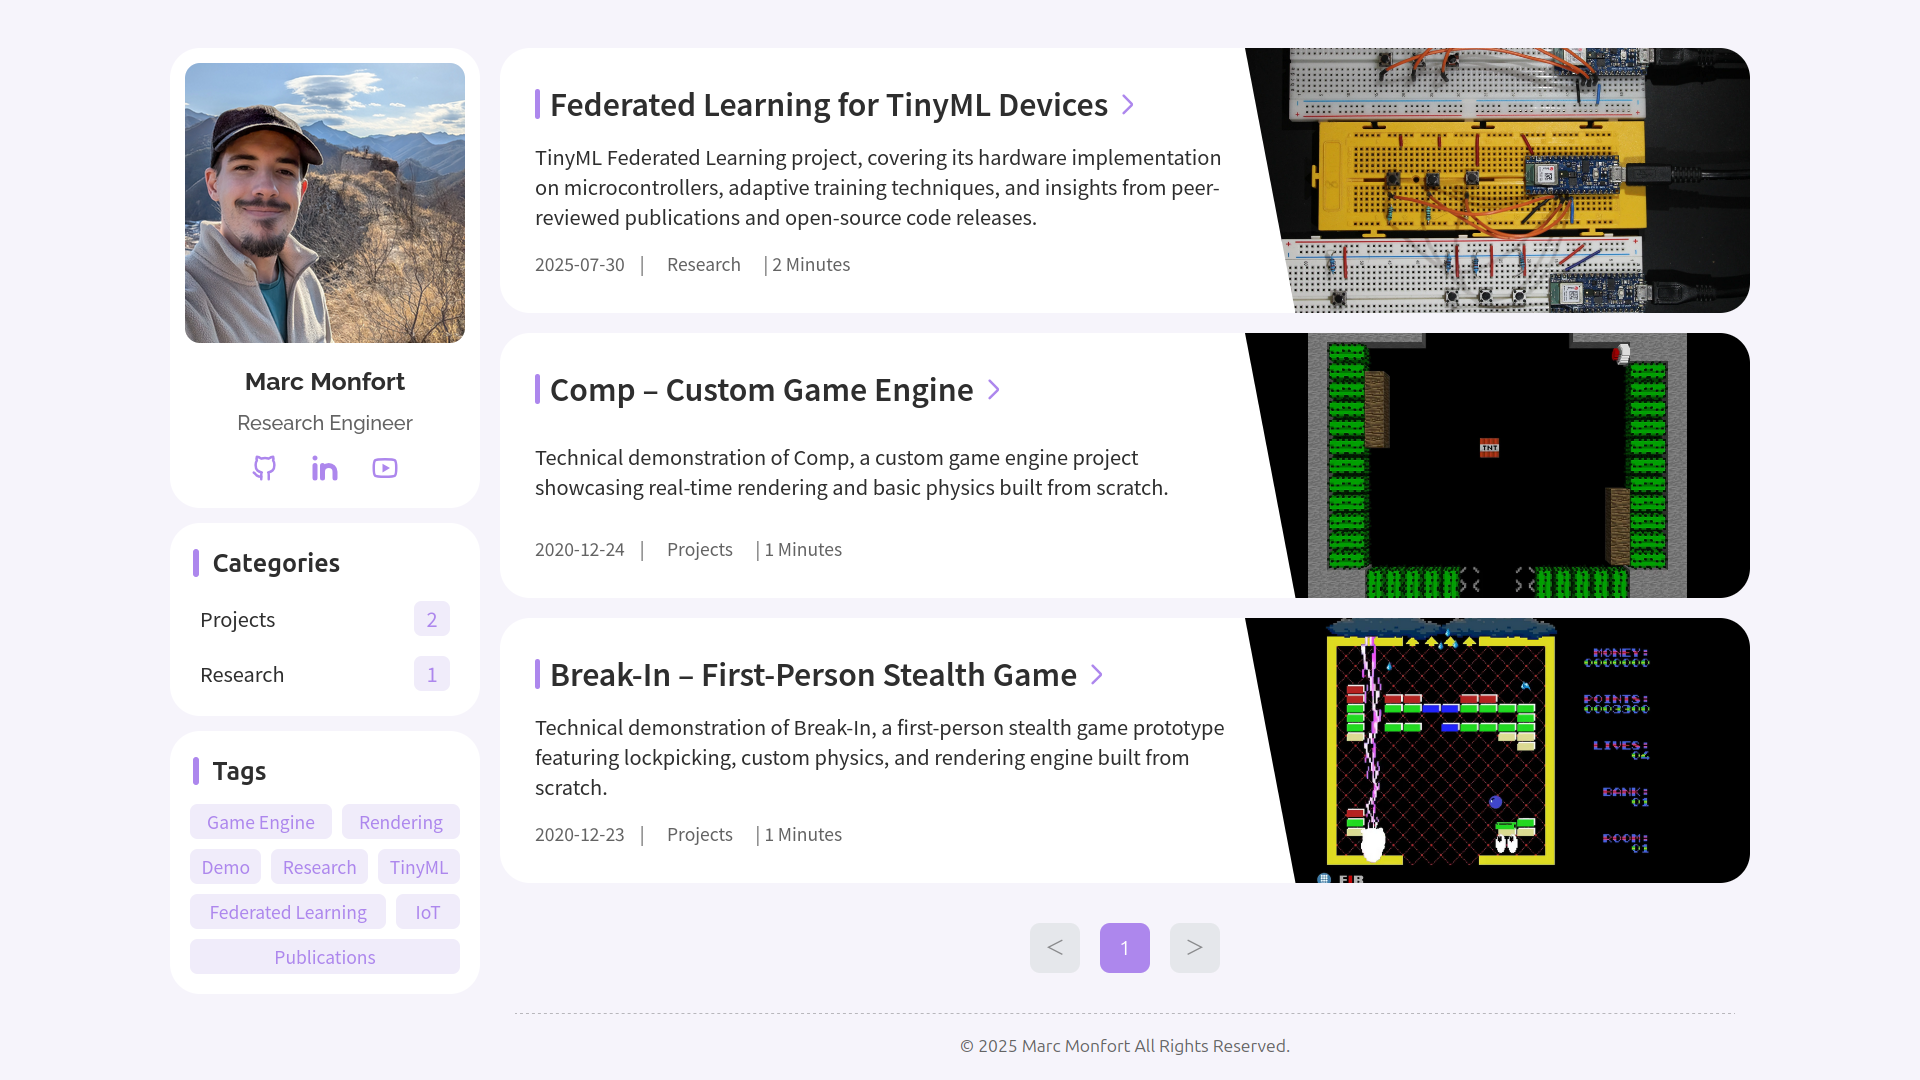 Marc Monfort
Research Engineer
Categories
Projects 2
Research 1
Tags
Game Engine Rendering
Demo Research TinyML
Federated Learning IoT
Publications
Federated Learning for TinyML Devices
TinyML Federated Learning project, covering its hardware implementation
on microcontrollers, adaptive training techniques, and insights from peer-
reviewed publications and open-source code releases.
2025-07-30 | Research | 2 Minutes
Comp – Custom Game Engine
Technical demonstration of Comp, a custom game engine project
showcasing real-time rendering and basic physics built from scratch.
2020-12-24 | Projects | 1 Minutes
TNT
Break-In – First-Person Stealth Game
Technical demonstration of Break-In, a first-person stealth game prototype
featuring lockpicking, custom physics, and rendering engine built from
scratch.
2020-12-23 | Projects | 1 Minutes
MONEY:
0000000
POINTS:
0003300
LIVES:
04
BANK:
01
ROOM:
01
FIB
< 1 >
© 2025 Marc Monfort All Rights Reserved.